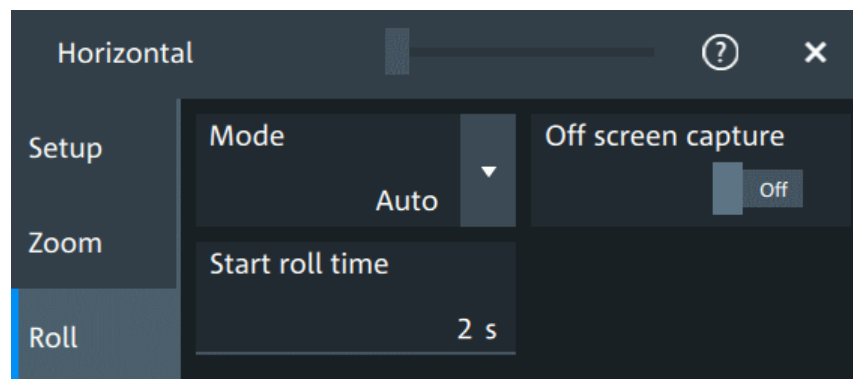 Horizontal
?
Setup
Zoom
Roll
Mode
Auto
Off screen capture
Off
Start roll time
2 s